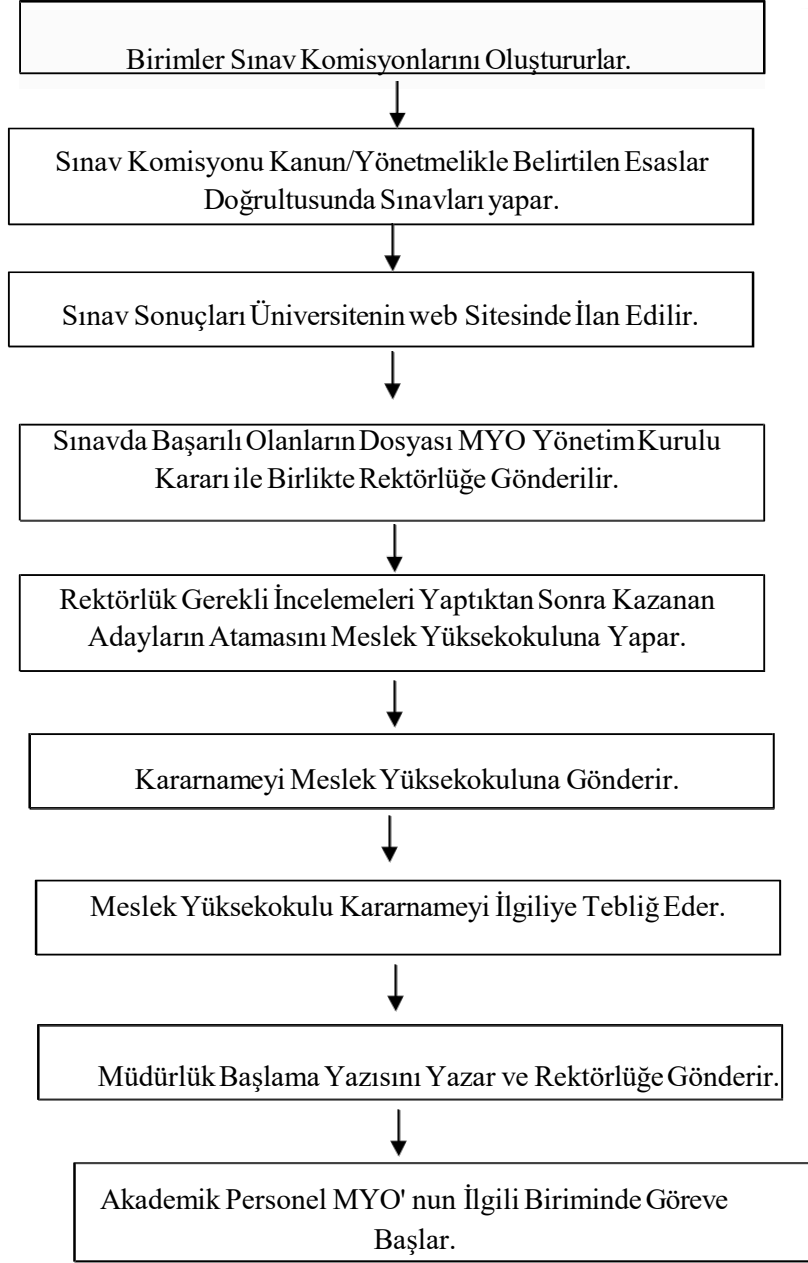 Birimler Sınav Komisyonlarını Oluştururlar.
Sınav Komisyonu Kanun/Yönetmelikle Belirtilen Esaslar
Doğrultusunda Sınavları yapar.
Sınav Sonuçları Üniversitenin web Sitesinde İlan Edilir.
Sınavda Başarılı Olanların Dosyası MYO Yönetim Kurulu
Kararı ile Birlikte Rektörlüğe Gönderilir.
Rektörlük Gerekli İncelemeleri Yaptıktan Sonra Kazanan
Adayların Atamasını Meslek Yüksekokuluna Yapar.
Kararnameyi Meslek Yüksekokuluna Gönderir.
Meslek Yüksekokulu Kararnameyi İlgiliye Tebliğ Eder.
Müdürlük Başlama Yazısını Yazar ve Rektörlüğe Gönderir.
Akademik Personel MYO' nun İlgili Biriminde Göreve
Başlar.